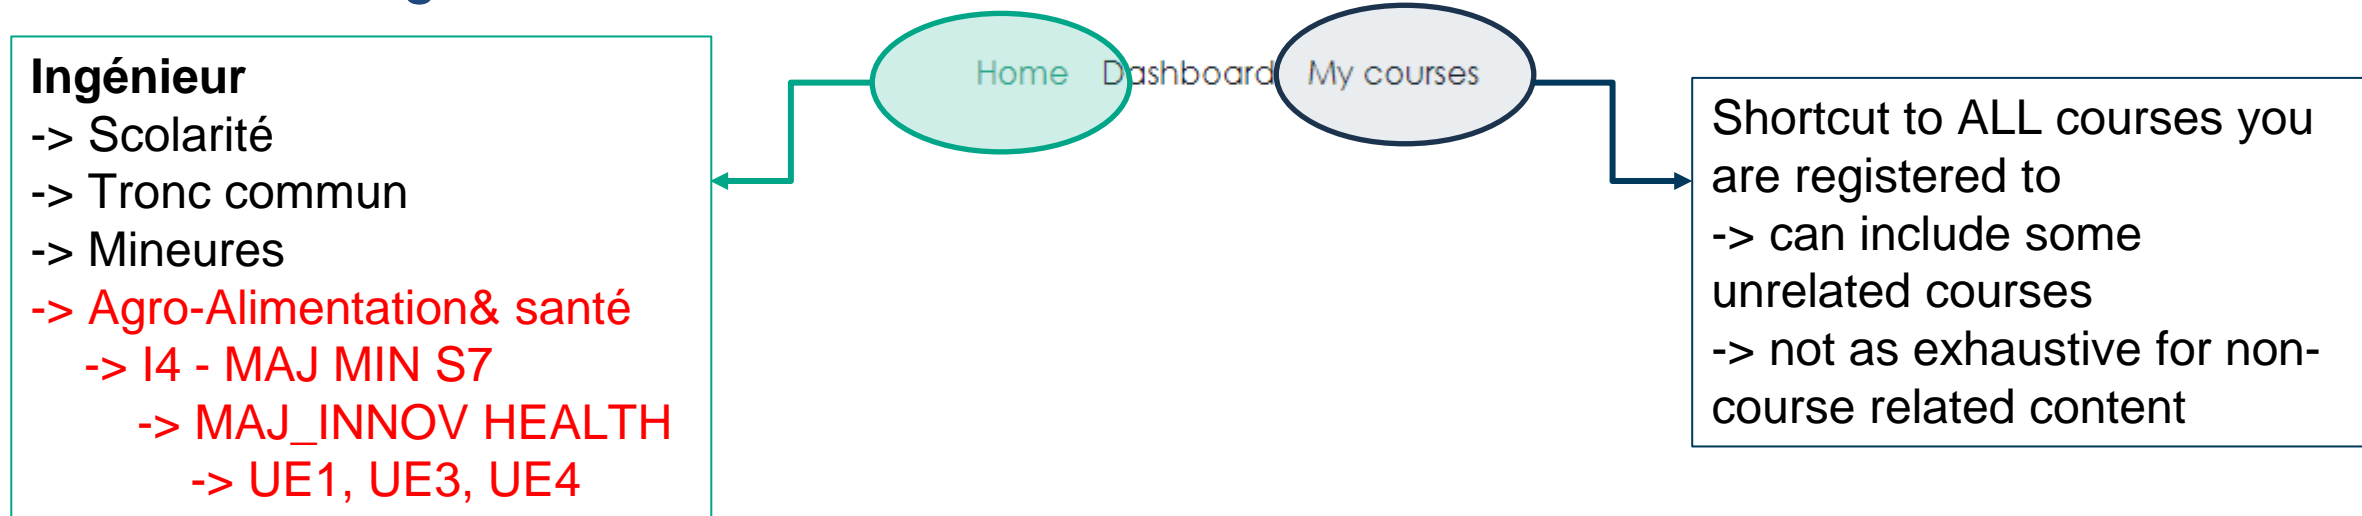 Ingénieur
-> Scolarité
-> Tronc commun
-> Mineures
-> Agro-Alimentation& santé
-> I4 - MAJ MIN S7
-> MAJ_INNOV HEALTH
-> UE1, UE3, UE4
Home Dashboard My courses
Shortcut to ALL courses you
are registered to
-> can include some
unrelated courses
-> not as exhaustive for non-
course related content